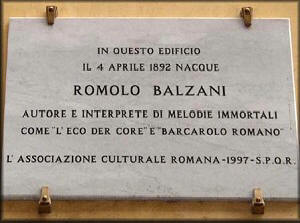 IN QUESTO EDIFICIO
IL 4 APRILE 1892 NACQUE
ROMOLO BALZANI
AUTORE E INTERPRETE DI MELODIE IMMORTALI
COME "L'ECO DER CORE" E "BARCAROLO ROMANO"
L'ASSOCIAZIONE CULTURALE ROMANA-1997-S.P.Q.R.